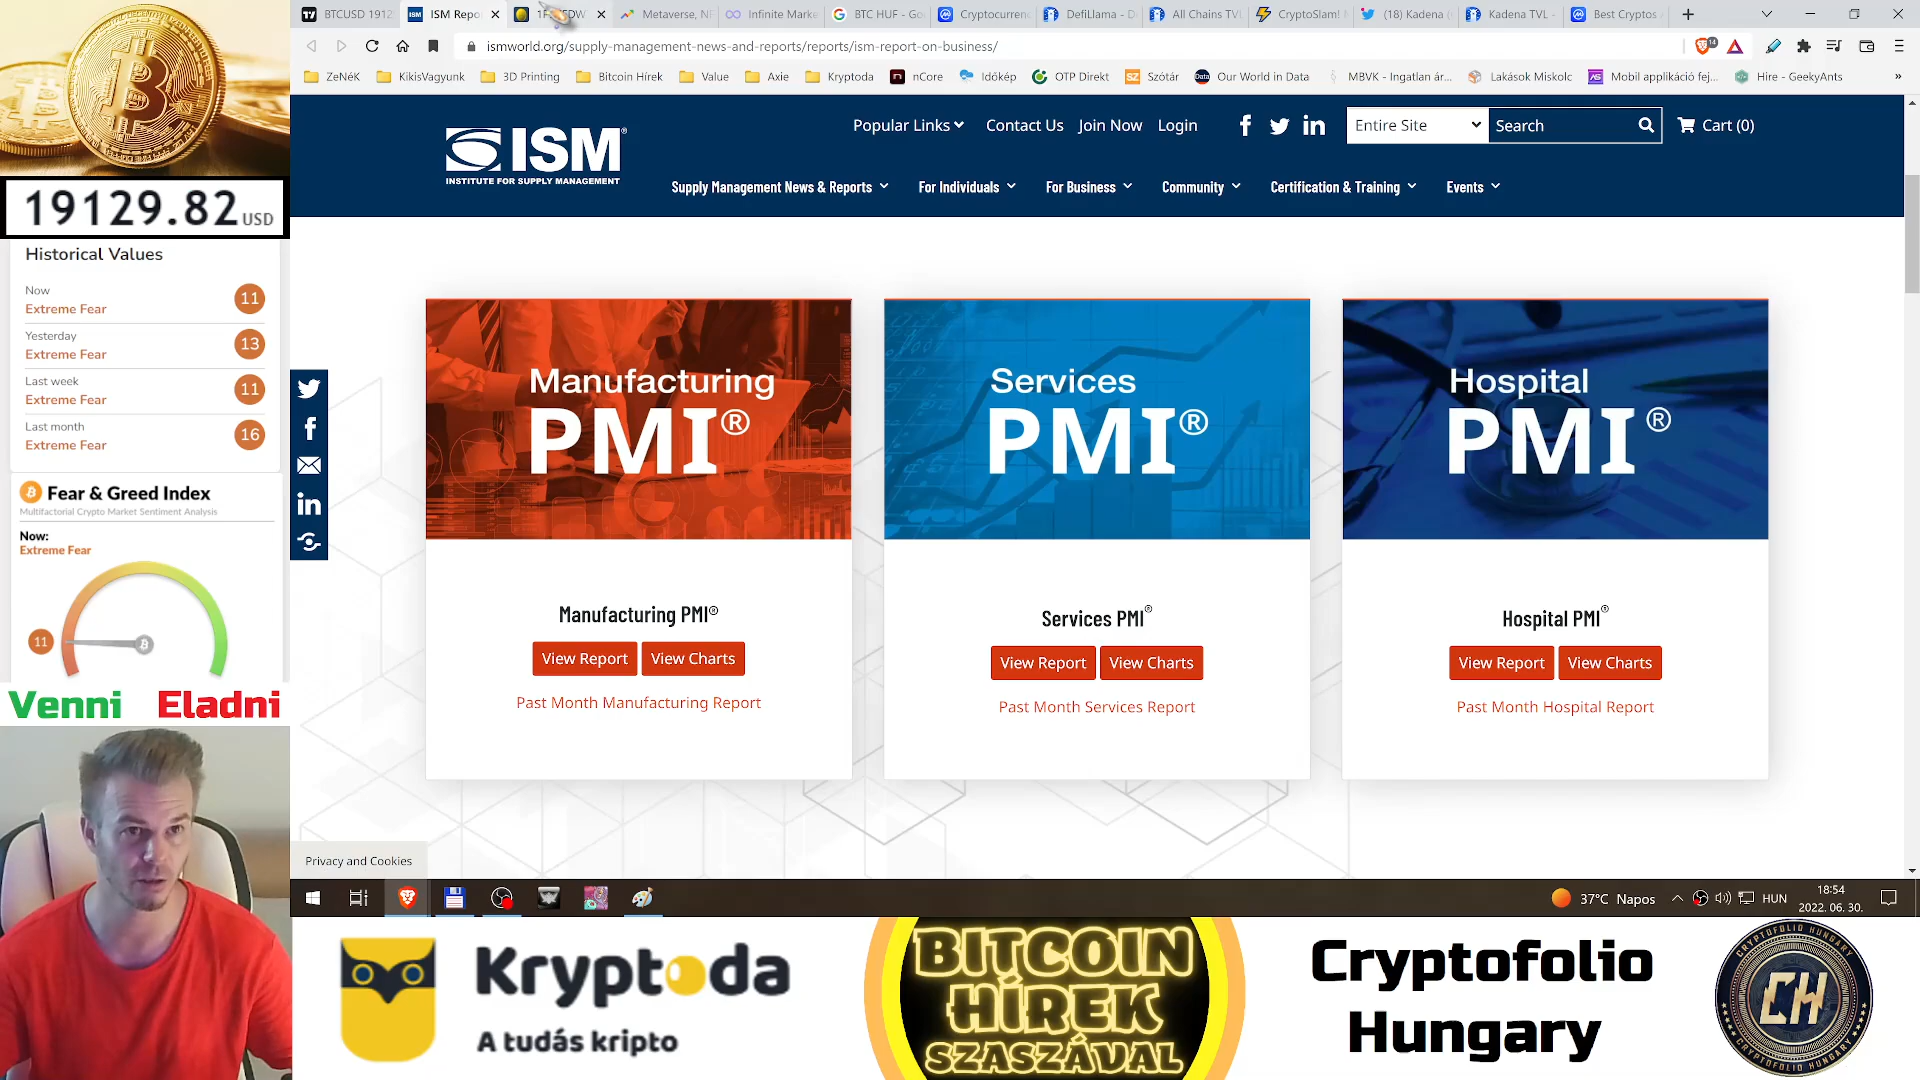 BTCUSD 1912
ISM Repo
Metaverse, NF
Infinite Marke
BTC HUF - Go
Cryptocurren
DefiLlama - D
All Chains TVL
CryptoSlam!
(18) Kadena (
Kadena TVL -
Best Cryptos
ismworld.org/supply-management-news-and-reports/reports/ism-report-on-business/
14
ZeNéK
KikisVagyunk
3D Printing
Bitcoin Hírek
Value
Axie
Kryptoda
nCore
Időkép
OTP Direkt
Szótár
Our World in Data
MBVK - Ingatlan ár...
Lakások Miskolc
Mobil applikáció fej...
Hire - GeekyAnts
ISM
INSTITUTE FOR SUPPLY MANAGEMENT
Popular Links
Contact Us
Join Now
Login
Entire Site
Search
Cart (0)
Supply Management News & Reports
For Individuals
For Business
Community
Certification & Training
Events
19129.82 USD
Historical Values
Now
Extreme Fear
11
Yesterday
Extreme Fear
13
Last week
Extreme Fear
11
Last month
Extreme Fear
16
Fear & Greed Index
Multifactorial Crypto Market Sentiment Analysis
Now:
Extreme Fear
11
Venni Eladni
Manufacturing
PMI®
Manufacturing PMI®
View Report
View Charts
Past Month Manufacturing Report
Services
PMI®
Services PMI®
View Report
View Charts
Past Month Services Report
Hospital
PMI®
Hospital PMI®
View Report
View Charts
Past Month Hospital Report
Privacy and Cookies
37°C Napos
HUN
18:54
2022. 06. 30.
Kryptoda
A tudás kripto
BITCOIN
HÍREK
SZASZÁVAL
Cryptofolio
Hungary
CRYPTOFOLIO HUNGARY
CH
CRYPTOFOLIO HUNGARY